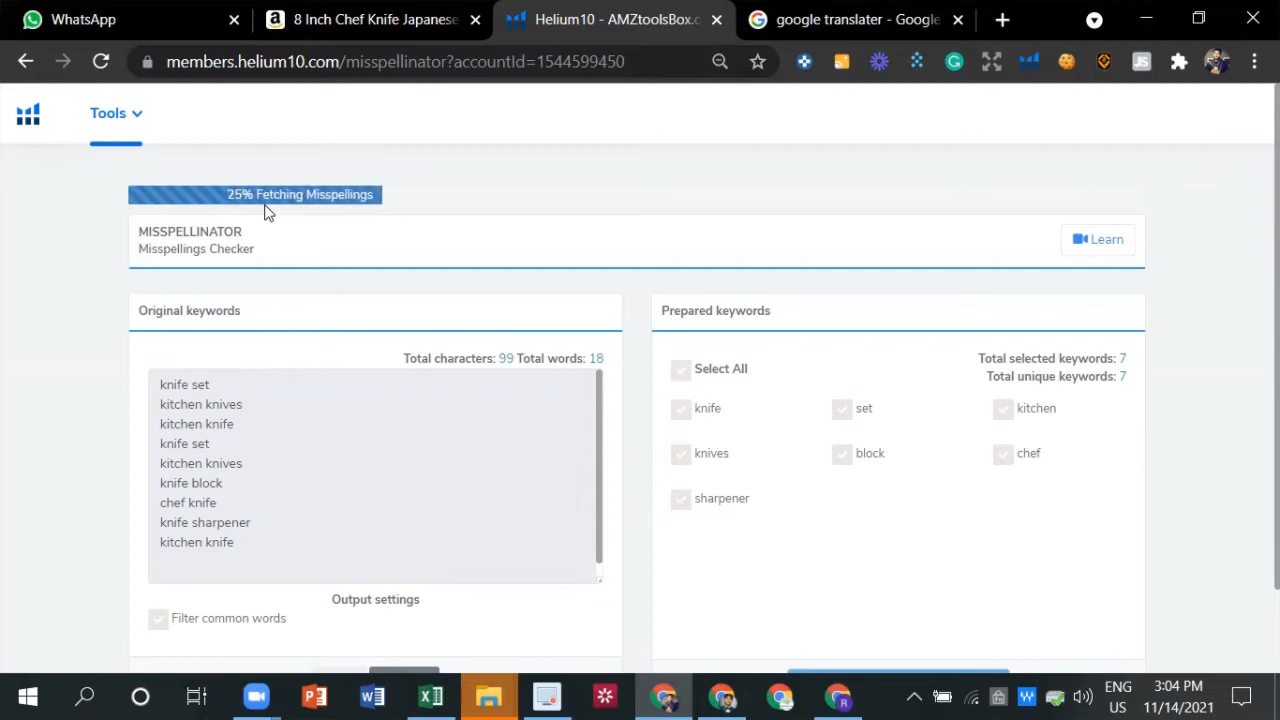 WhatsApp
8 Inch Chef Knife Japanese
Helium10 - AMZtoolsBox.c
google translater - Google
members.helium10.com/misspellinator?accountId=1544599450
Tools
25% Fetching Misspellings
MISSPELLINATOR
Misspellings Checker
Learn
Original keywords
Total characters: 99 Total words: 18
knife set
kitchen knives
kitchen knife
knife set
kitchen knives
knife block
chef knife
knife sharpener
kitchen knife
Output settings
Filter common words
Prepared keywords
Select All
Total selected keywords: 7
Total unique keywords: 7
knife
set
kitchen
knives
block
chef
sharpener
ENG
US
3:04 PM
11/14/2021